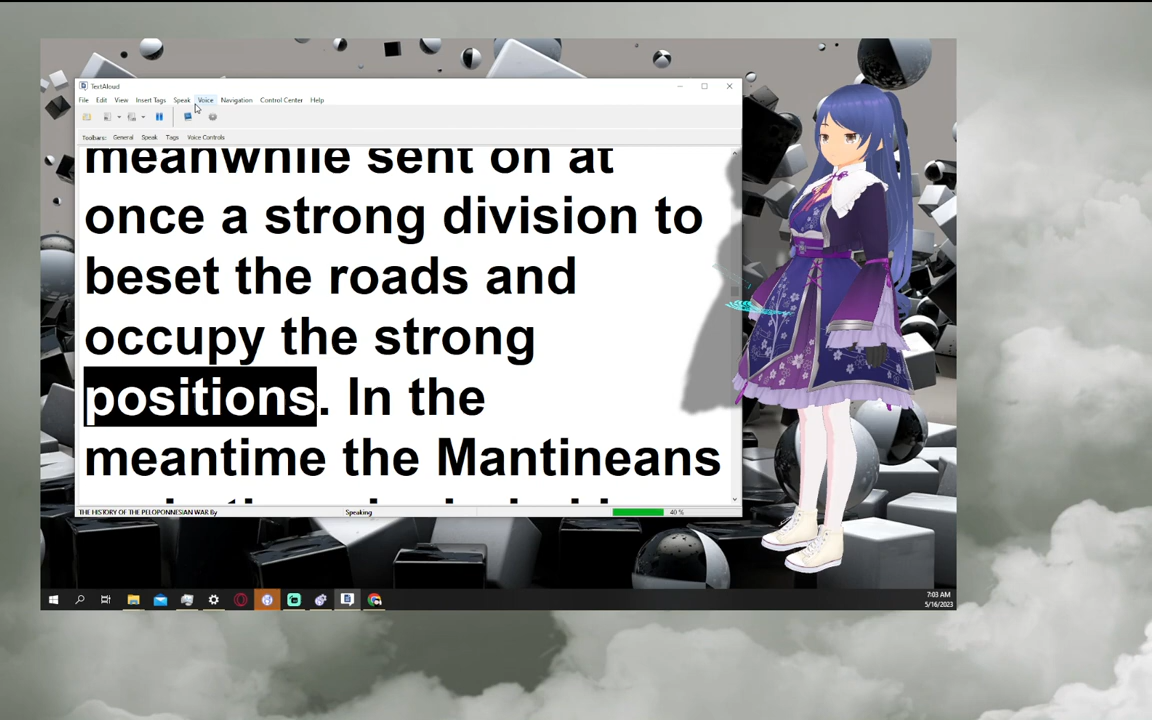 TextAloud
File Edit View Insert Tags Speak Voice Navigation Control Center Help
Toolbars: General Speak Tags Voice Controls
meanwhile sent on at
once a strong division to
beset the roads and
occupy the strong
positions. In the
meantime the Mantineans
THE HISTORY OF THE PELOPONNESIAN WAR By Speaking 40 %
7:03 AM
5/16/2023